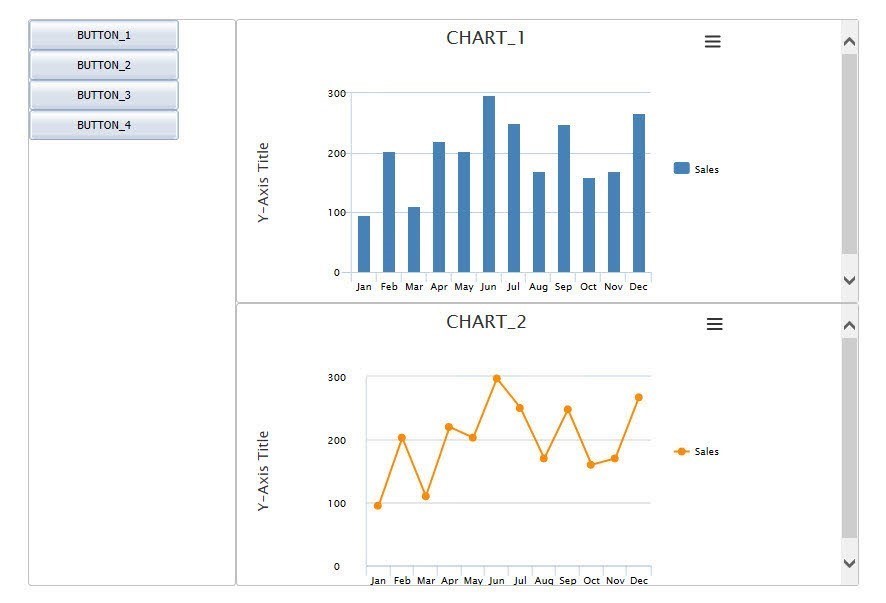 BUTTON_1
BUTTON_2
BUTTON_3
BUTTON_4
CHART_1
Y-Axis Title
300
200
100
0
Jan Feb Mar Apr May Jun Jul Aug Sep Oct Nov Dec
Sales
CHART_2
Y-Axis Title
300
200
100
0
Jan Feb Mar Apr May Jun Jul Aug Sep Oct Nov Dec
Sales